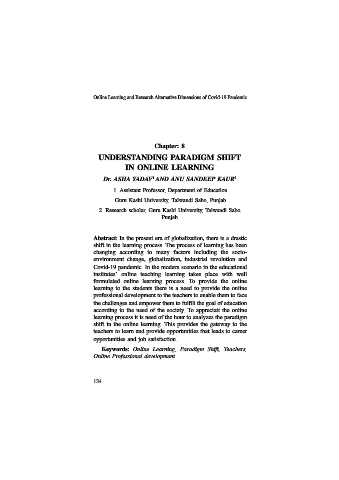 Online Learning and Research Alternative Dimensions of Covid-19 Pandemic
Chapter: 8
UNDERSTANDING PARADIGM SHIFT
IN ONLINE LEARNING
Dr. ASHA YADAV¹ AND ANU SANDEEP KAUR²
1 Assistant Professor, Department of Education
Guru Kashi University, Talwandi Sabo, Punjab
2 Research scholar, Guru Kashi University, Talwandi Sabo,
Punjab
Abstract: In the present era of globalization, there is a drastic
shift in the learning process. The process of learning has been
changing according to many factors including the socio-
environment change, globalization, industrial revolution and
Covid-19 pandemic. In the modern scenario in the educational
institutes' online teaching learning takes place with well
formulated online learning process. To provide the online
learning to the students there is a need to provide the online
professional development to the teachers to enable them to face
the challenges and empower them to fulfill the goal of education
according to the need of the society. To appreciate the online
learning process it is need of the hour to analyzes the paradigm
shift in the online learning. This provides the gateway to the
teachers to learn and provide opportunities that leads to career
opportunities and job satisfaction.
Keywords: Online Learning, Paradigm Shift, Teachers,
Online Professional development